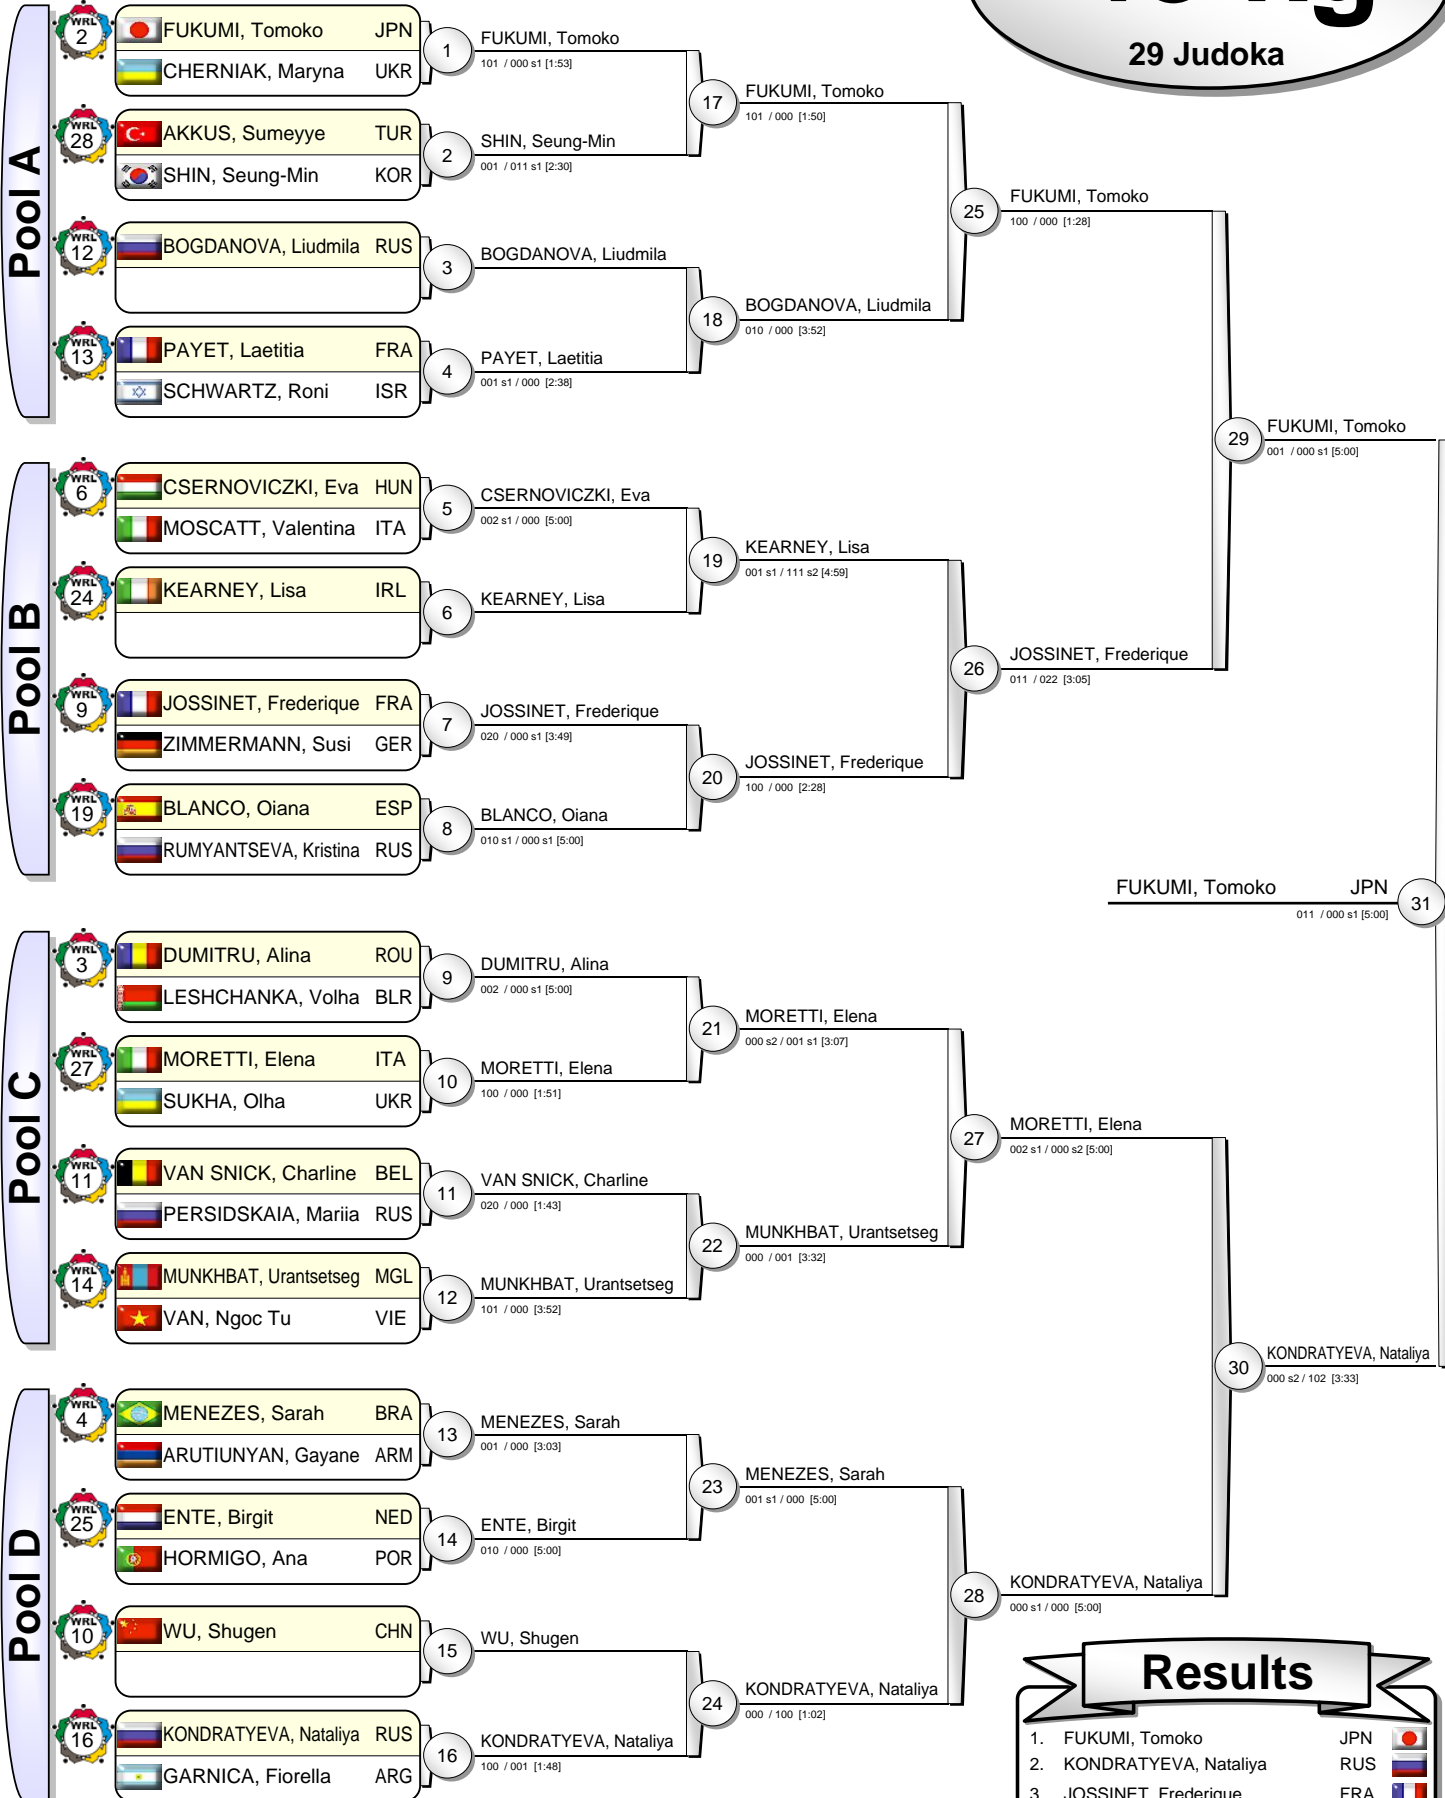 29 Judoka
Pool A
WRL 2
FUKUMI, Tomoko JPN
CHERNIAK, Maryna UKR
WRL 28
AKKUS, Sumeyye TUR
SHIN, Seung-Min KOR
WRL 12
BOGDANOVA, Liudmila RUS
WRL 13
PAYET, Laetitia FRA
SCHWARTZ, Roni ISR
1
FUKUMI, Tomoko
101 / 000 s1 [1:53]
2
SHIN, Seung-Min
001 / 011 s1 [2:30]
3
BOGDANOVA, Liudmila
4
PAYET, Laetitia
001 s1 / 000 [2:38]
17
FUKUMI, Tomoko
101 / 000 [1:50]
18
BOGDANOVA, Liudmila
010 / 000 [3:52]
25
FUKUMI, Tomoko
100 / 000 [1:28]
Pool B
WRL 6
CSERNOVICZKI, Eva HUN
MOSCATT, Valentina ITA
WRL 24
KEARNEY, Lisa IRL
WRL 9
JOSSINET, Frederique FRA
ZIMMERMANN, Susi GER
WRL 19
BLANCO, Oiana ESP
RUMYANTSEVA, Kristina RUS
5
CSERNOVICZKI, Eva
002 s1 / 000 [5:00]
6
KEARNEY, Lisa
7
JOSSINET, Frederique
020 / 000 s1 [3:49]
8
BLANCO, Oiana
010 s1 / 000 s1 [5:00]
19
KEARNEY, Lisa
001 s1 / 111 s2 [4:59]
20
JOSSINET, Frederique
100 / 000 [2:28]
26
JOSSINET, Frederique
011 / 022 [3:05]
29
FUKUMI, Tomoko
001 / 000 s1 [5:00]
FUKUMI, Tomoko JPN
011 / 000 s1 [5:00]
31
Pool C
WRL 3
DUMITRU, Alina ROU
LESHCHANKA, Volha BLR
WRL 27
MORETTI, Elena ITA
SUKHA, Olha UKR
WRL 11
VAN SNICK, Charline BEL
PERSIDSKAIA, Mariia RUS
WRL 14
MUNKHBAT, Urantsetseg MGL
VAN, Ngoc Tu VIE
9
DUMITRU, Alina
002 / 000 s1 [5:00]
10
MORETTI, Elena
100 / 000 [1:51]
11
VAN SNICK, Charline
020 / 000 [1:43]
12
MUNKHBAT, Urantsetseg
101 / 000 [3:52]
21
MORETTI, Elena
000 s2 / 001 s1 [3:07]
22
MUNKHBAT, Urantsetseg
000 / 001 [3:32]
27
MORETTI, Elena
002 s1 / 000 s2 [5:00]
Pool D
WRL 4
MENEZES, Sarah BRA
ARUTIUNYAN, Gayane ARM
WRL 25
ENTE, Birgit NED
HORMIGO, Ana POR
WRL 10
WU, Shugen CHN
WRL 16
KONDRATYEVA, Nataliya RUS
GARNICA, Fiorella ARG
13
MENEZES, Sarah
001 / 000 [3:03]
14
ENTE, Birgit
010 / 000 [5:00]
15
WU, Shugen
16
KONDRATYEVA, Nataliya
100 / 001 [1:48]
23
MENEZES, Sarah
001 s1 / 000 [5:00]
24
KONDRATYEVA, Nataliya
000 / 100 [1:02]
28
KONDRATYEVA, Nataliya
000 s1 / 000 [5:00]
30
KONDRATYEVA, Nataliya
000 s2 / 102 [3:33]
Results
1. FUKUMI, Tomoko JPN
2. KONDRATYEVA, Nataliya RUS
3. JOSSINET, Frederique FRA